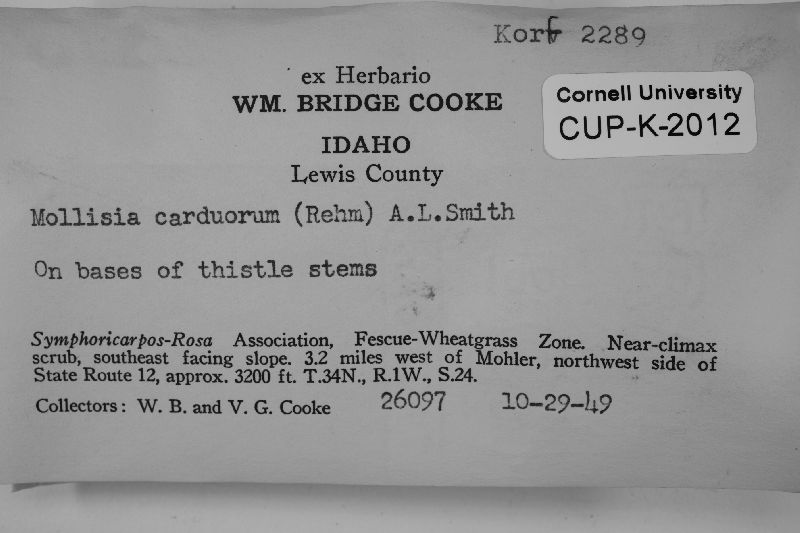 Korf 2289
ex Herbario
WM. BRIDGE COOKE
Cornell University
CUP-K-2012
IDAHO
Lewis County
Mollisia carduorum (Rehm) A.L.Smith
On bases of thistle stems
Symphoricarpos-Rosa Association, Fescue-Wheatgrass Zone. Near-climax
scrub, southeast facing slope. 3.2 miles west of Mohler, northwest side of
State Route 12, approx. 3200 ft. T.34N., R.1W., S.24.
Collectors: W. B. and V. G. Cooke 26097 10-29-49